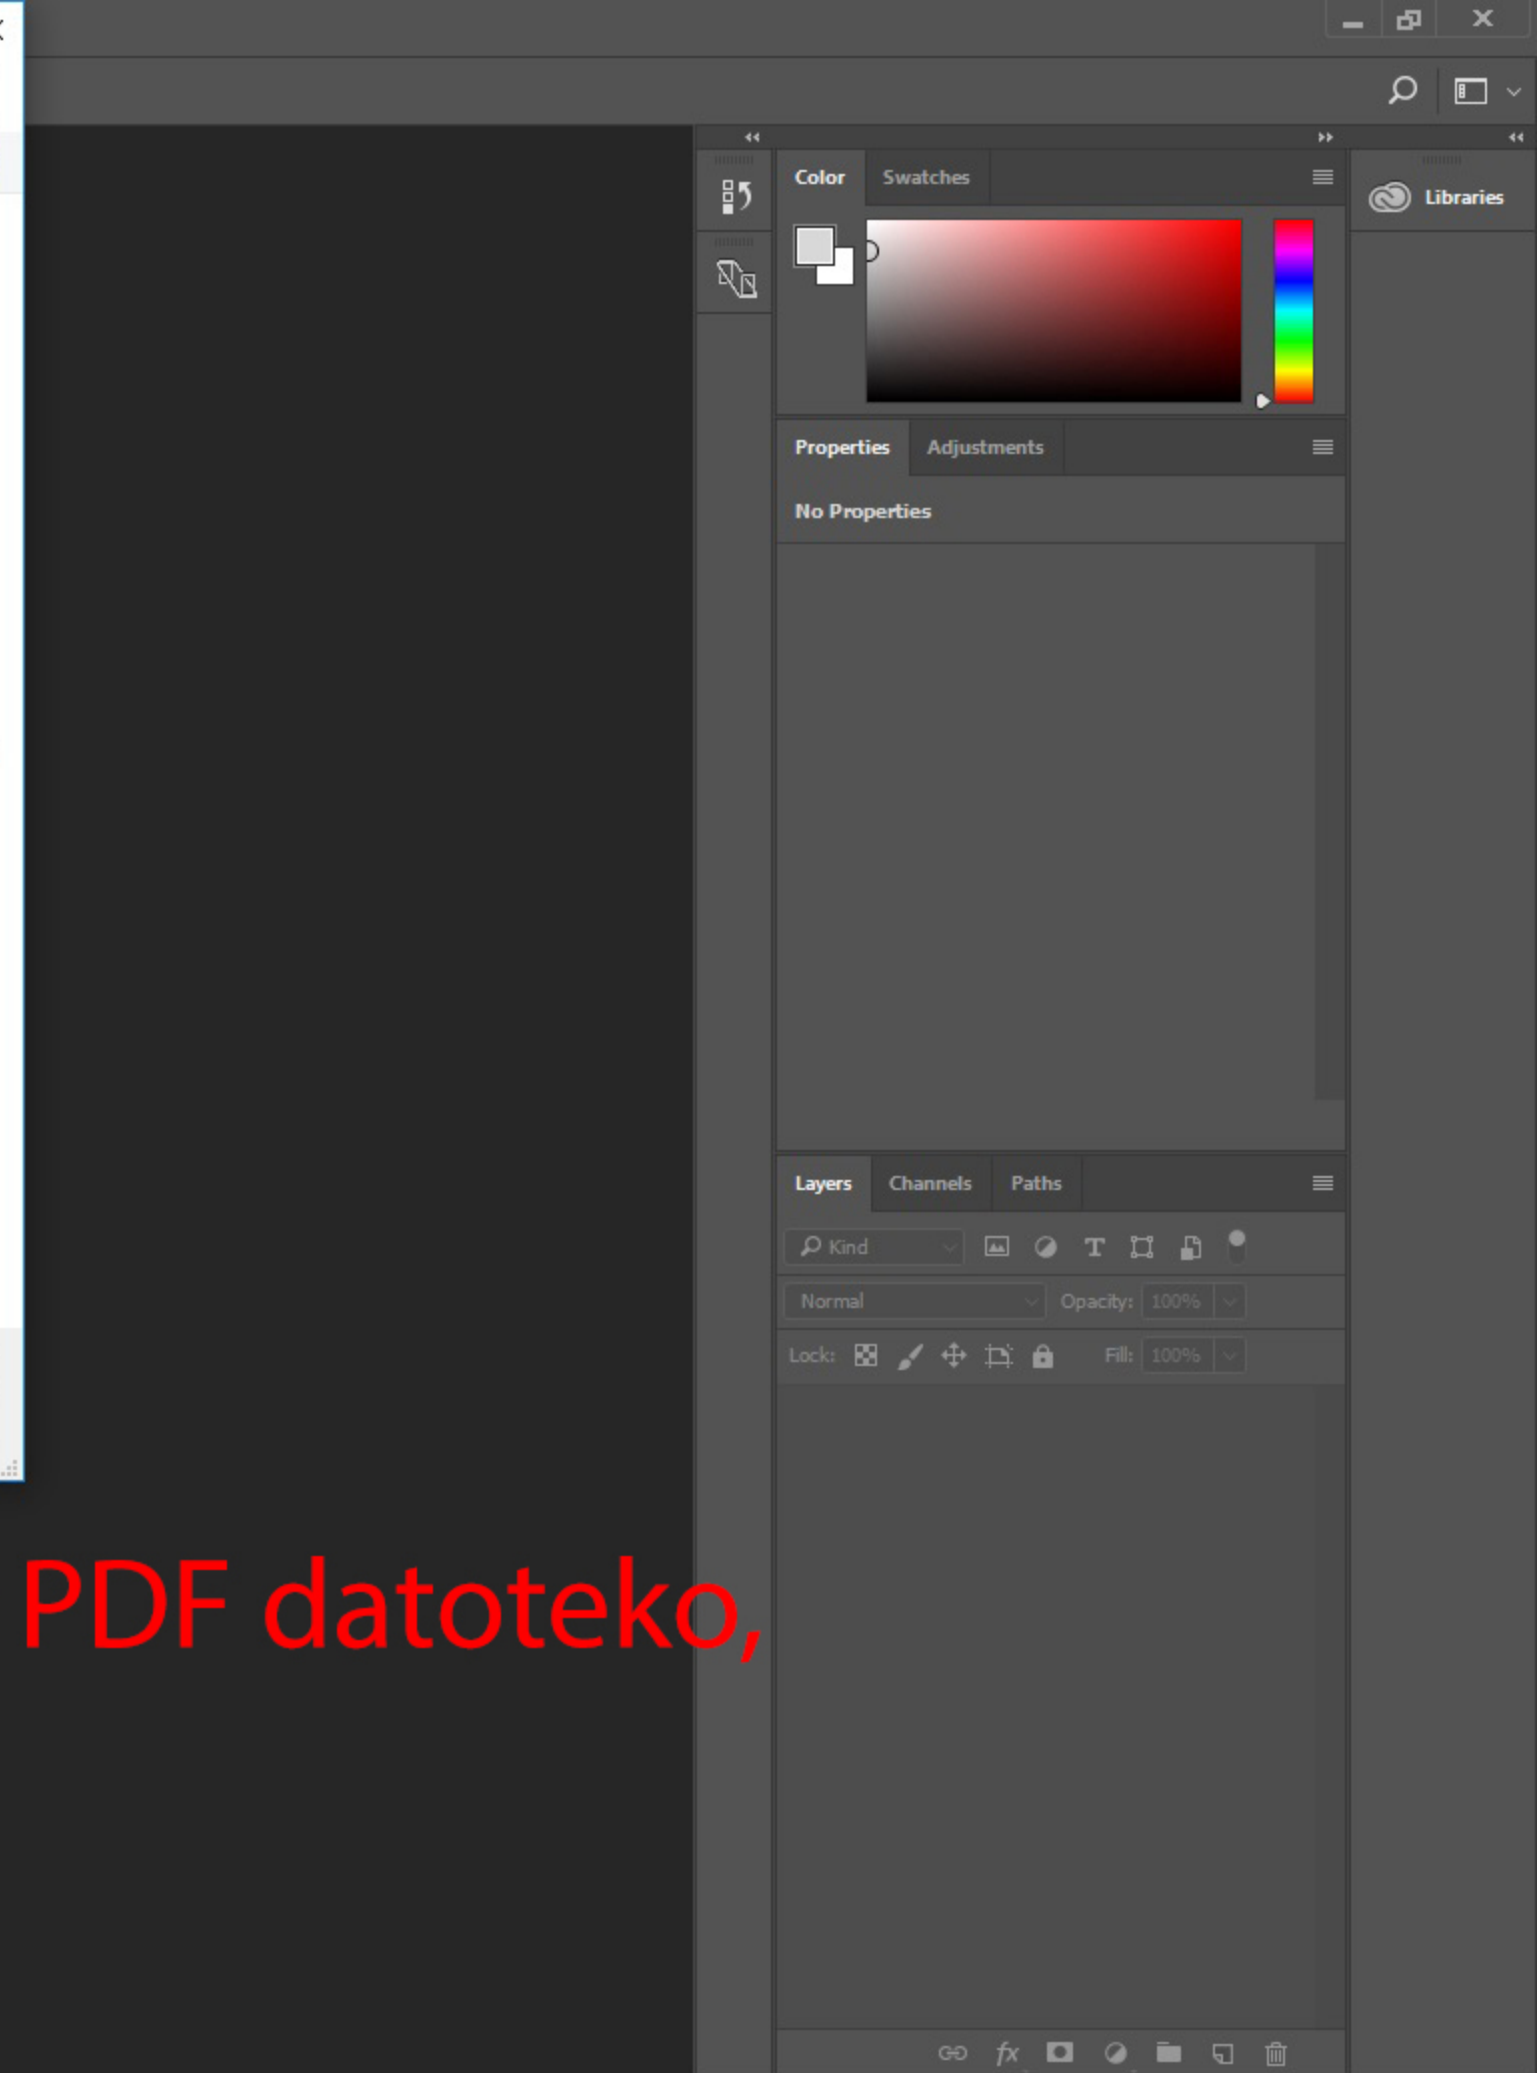 Color Swatches
Libraries
Properties Adjustments
No Properties
Layers Channels Paths
Kind T
Normal Opacity: 100%
Lock: Fill: 100%
PDF datoteko,
fx